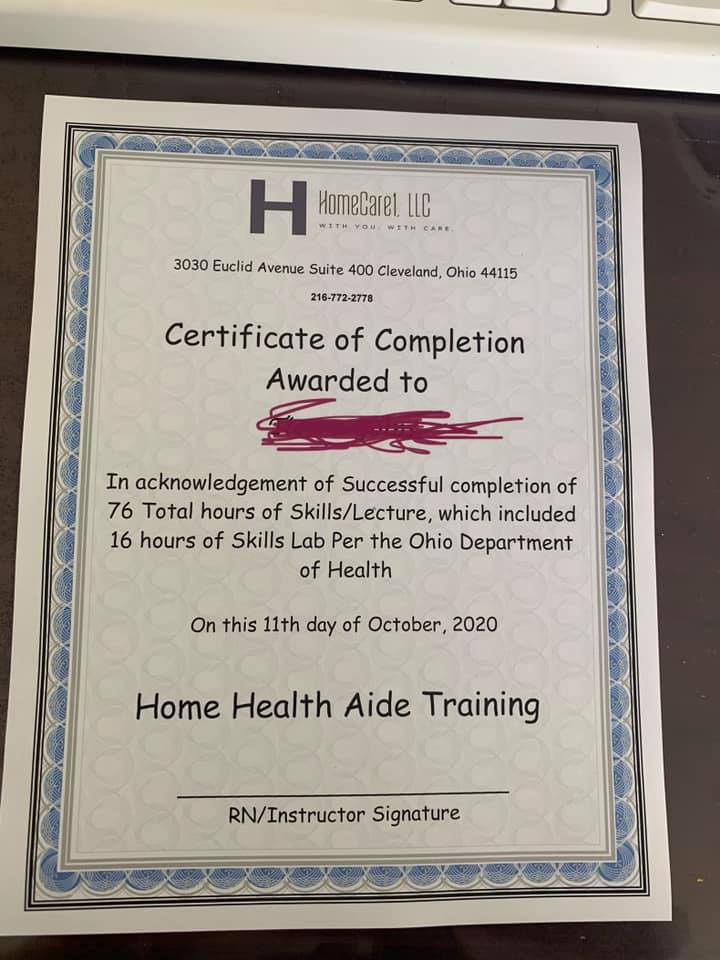 H HomeCare1, LLC
WITH YOU, WITH CARE.
3030 Euclid Avenue Suite 400 Cleveland, Ohio 44115
216-772-2778
Certificate of Completion
Awarded to
In acknowledgement of Successful completion of
76 Total hours of Skills/Lecture, which included
16 hours of Skills Lab Per the Ohio Department
of Health
On this 11th day of October, 2020
Home Health Aide Training
RN/Instructor Signature